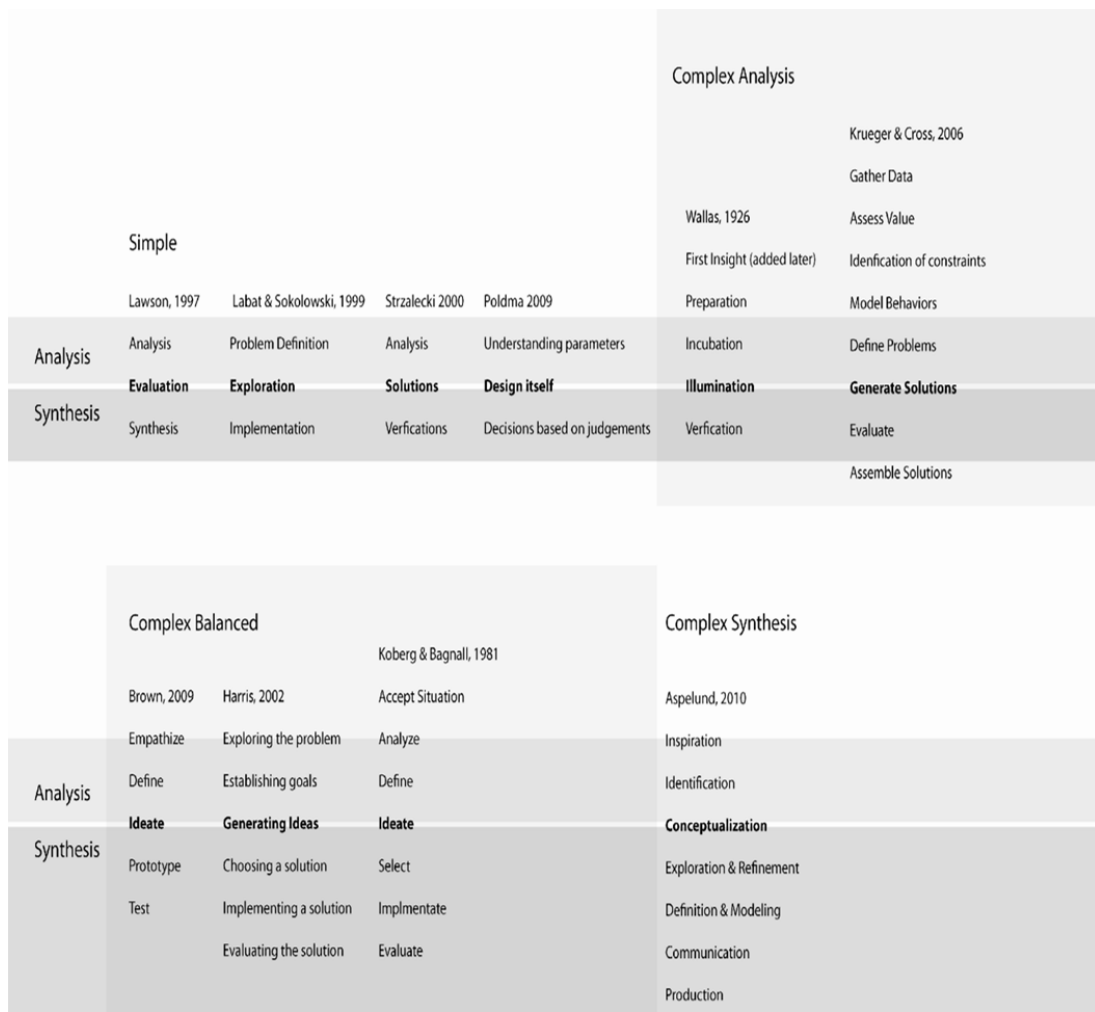 Complex Analysis
Krueger & Cross, 2006
Gather Data
Wallas, 1926
Assess Value
Simple
First Insight (added later)
Idenfication of constraints
Lawson, 1997
Labat & Sokolowski, 1999
Strzalecki 2000
Poldma 2009
Preparation
Model Behaviors
Analysis
Analysis
Problem Definition
Analysis
Understanding parameters
Incubation
Define Problems
Evaluation
Exploration
Solutions
Design itself
Illumination
Generate Solutions
Synthesis
Synthesis
Implementation
Verfications
Decisions based on judgements
Verfication
Evaluate
Assemble Solutions
Complex Balanced
Complex Synthesis
Koberg & Bagnall, 1981
Brown, 2009
Harris, 2002
Accept Situation
Aspelund, 2010
Empathize
Exploring the problem
Analyze
Inspiration
Analysis
Define
Establishing goals
Define
Identification
Ideate
Generating Ideas
Ideate
Conceptualization
Synthesis
Prototype
Choosing a solution
Select
Exploration & Refinement
Test
Implementing a solution
Implmentate
Definition & Modeling
Evaluating the solution
Evaluate
Communication
Production